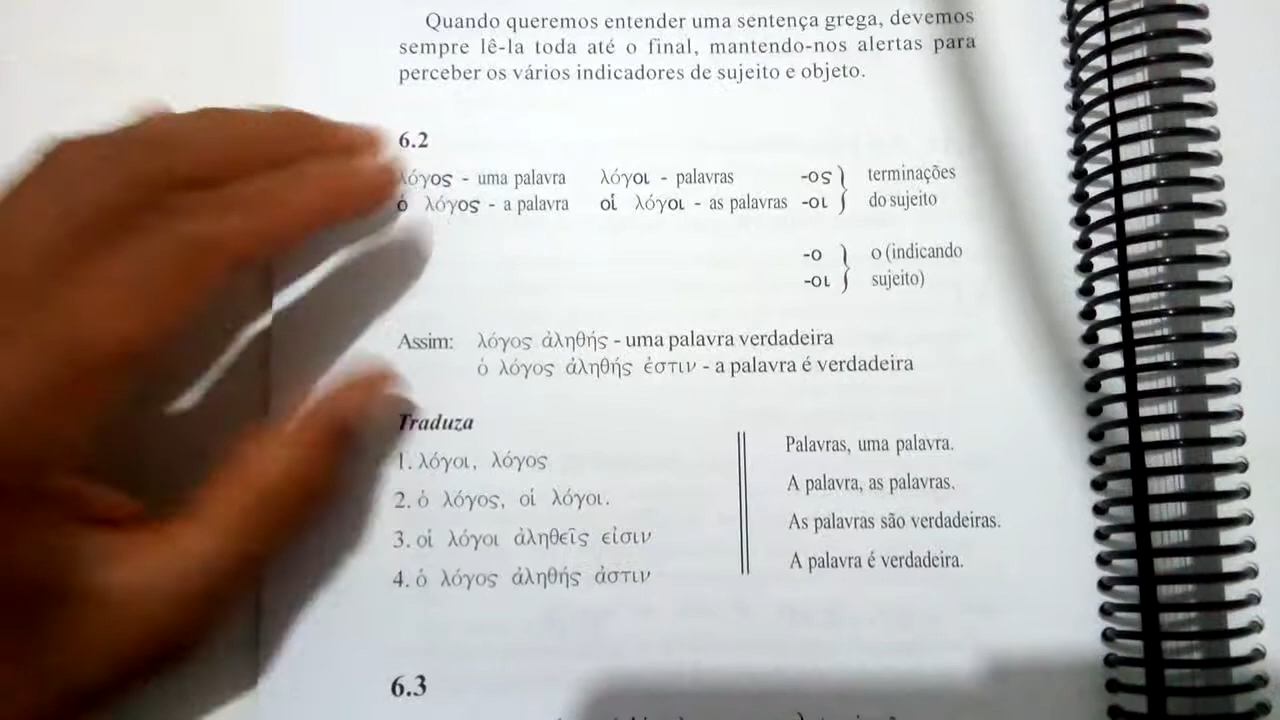 Quando queremos entender uma sentença grega, devemos
sempre lê-la toda até o final, mantendo-nos alertas para
perceber os vários indicadores de sujeito e objeto.
6.2
λόγος - uma palavra λόγοι - palavras -ος } terminações
ὁ λόγος - a palavra οἱ λόγοι - as palavras -οι } do sujeito
-ο } o (indicando
-οι } sujeito)
Assim: λόγος ἀληθής - uma palavra verdadeira
ὁ λόγος ἀληθής ἐστιν - a palavra é verdadeira
Traduza
1. λόγοι, λόγος Palavras, uma palavra.
2. ὁ λόγος, οἱ λόγοι. A palavra, as palavras.
3. οἱ λόγοι ἀληθεῖς εἰσιν As palavras são verdadeiras.
4. ὁ λόγος ἀληθής ἀστιν A palavra é verdadeira.
6.3